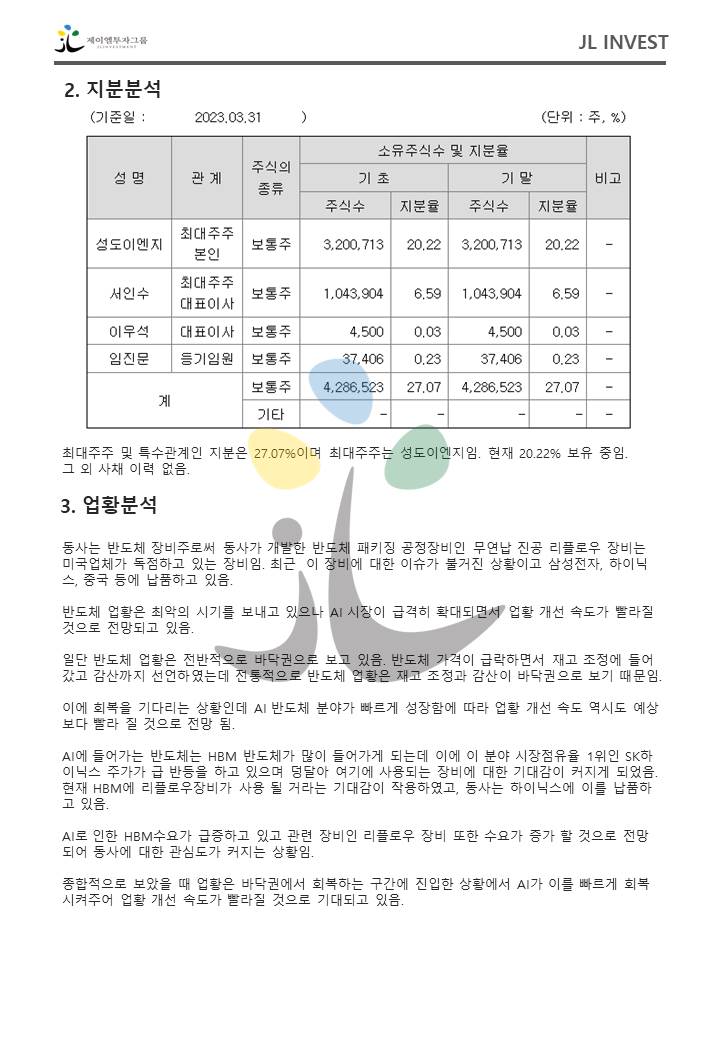 제이엘투자그룹
JLINVESTMENT
JL INVEST
2. 지분분석
(기준일 : 2023.03.31 ) (단위 : 주, %)
성 명 관 계 주식의 종류 소유주식수 및 지분율 비고
기 초 기 말
주식수 지분율 주식수 지분율
성도이엔지 최대주주 본인 보통주 3,200,713 20.22 3,200,713 20.22 -
서인수 최대주주 대표이사 보통주 1,043,904 6.59 1,043,904 6.59 -
이우석 대표이사 보통주 4,500 0.03 4,500 0.03 -
임진문 등기임원 보통주 37,406 0.23 37,406 0.23 -
계 보통주 4,286,523 27.07 4,286,523 27.07 -
기타 - - - - -
최대주주 및 특수관계인 지분은 27.07%이며 최대주주는 성도이엔지임. 현재 20.22% 보유 중임.
그 외 사채 이력 없음.
3. 업황분석
동사는 반도체 장비주로써 동사가 개발한 반도체 패키징 공정장비인 무연납 진공 리플로우 장비는
미국업체가 독점하고 있는 장비임. 최근 이 장비에 대한 이슈가 불거진 상황이고 삼성전자, 하이닉
스, 중국 등에 납품하고 있음.
반도체 업황은 최악의 시기를 보내고 있으나 AI 시장이 급격히 확대되면서 업황 개선 속도가 빨라질
것으로 전망되고 있음.
일단 반도체 업황은 전반적으로 바닥권으로 보고 있음. 반도체 가격이 급락하면서 재고 조정에 들어
갔고 감산까지 선언하였는데 전통적으로 반도체 업황은 재고 조정과 감산이 바닥권으로 보기 때문임.
이에 회복을 기다리는 상황인데 AI 반도체 분야가 빠르게 성장함에 따라 업황 개선 속도 역시도 예상
보다 빨라 질 것으로 전망 됨.
AI에 들어가는 반도체는 HBM 반도체가 많이 들어가게 되는데 이에 이 분야 시장점유율 1위인 SK하
이닉스 주가가 급 반등을 하고 있으며 덩달아 여기에 사용되는 장비에 대한 기대감이 커지게 되었음.
현재 HBM에 리플로우장비가 사용 될 거라는 기대감이 작용하였고, 동사는 하이닉스에 이를 납품하
고 있음.
AI로 인한 HBM수요가 급증하고 있고 관련 장비인 리플로우 장비 또한 수요가 증가 할 것으로 전망
되어 동사에 대한 관심도가 커지는 상황임.
종합적으로 보았을 때 업황은 바닥권에서 회복하는 구간에 진입한 상황에서 AI가 이를 빠르게 회복
시켜주어 업황 개선 속도가 빨라질 것으로 기대되고 있음.